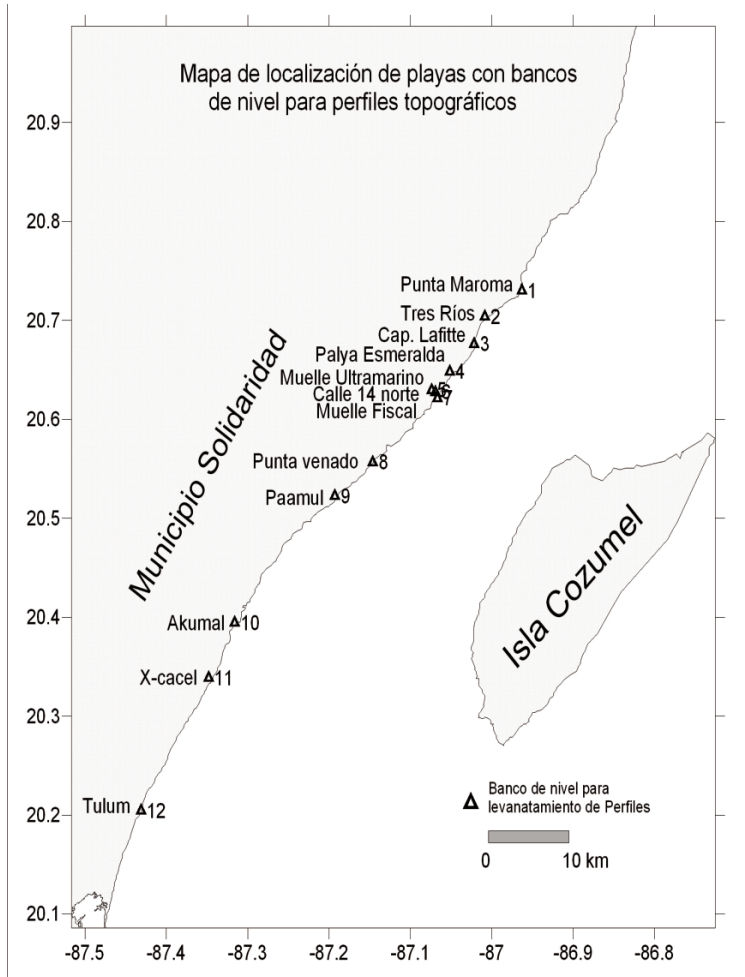 Mapa de localización de playas con bancos
de nivel para perfiles topográficos
20.9
20.8
Punta Maroma 1
20.7
Tres Ríos 2
Cap. Lafitte 3
Palya Esmeralda 4
Muelle Ultramarino 5
Calle 14 norte 6
Muelle Fiscal 7
20.6
Municipio Solidaridad
Punta venado 8
Paamul 9
20.5
Isla Cozumel
20.4
Akumal 10
X-cacel 11
20.3
Tulum 12
20.2
Banco de nivel para
levanatamiento de Perfiles
0 10 km
20.1
-87.5 -87.4 -87.3 -87.2 -87.1 -87 -86.9 -86.8